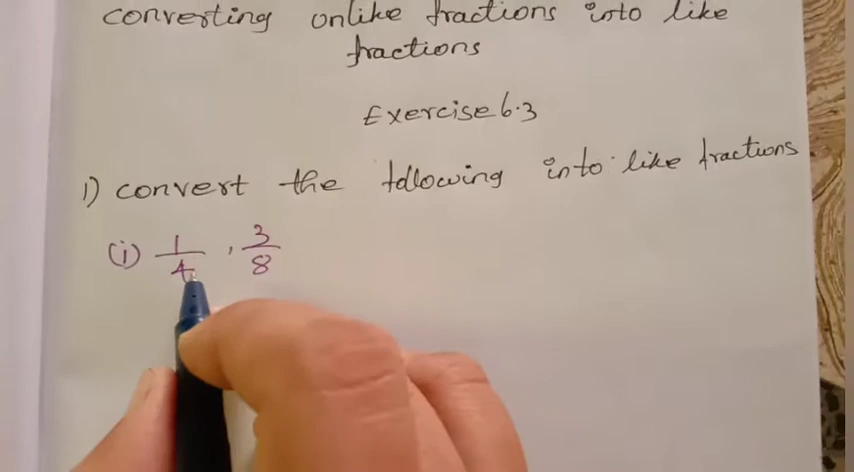 converting unlike fractions into like
fractions
Exercise 6.3
1) convert the following into like fractions
(i) 1/4 , 3/8